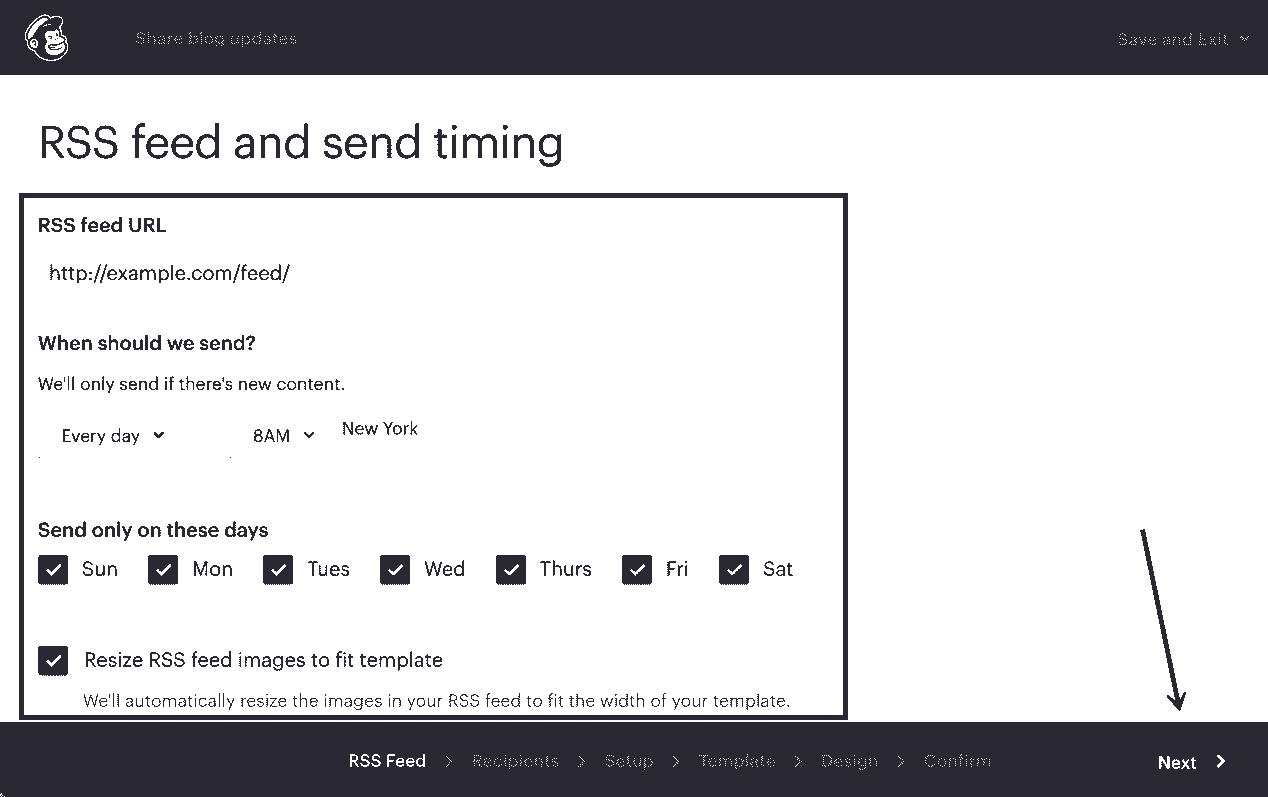 Share blog updates
Save and Exit
RSS feed and send timing
RSS feed URL
http://example.com/feed/
When should we send?
We'll only send if there's new content.
Every day 8AM New York
Send only on these days
Sun Mon Tues Wed Thurs Fri Sat
Resize RSS feed images to fit template
We'll automatically resize the images in your RSS feed to fit the width of your template.
RSS Feed > Recipients > Setup > Template > Design > Confirm
Next >